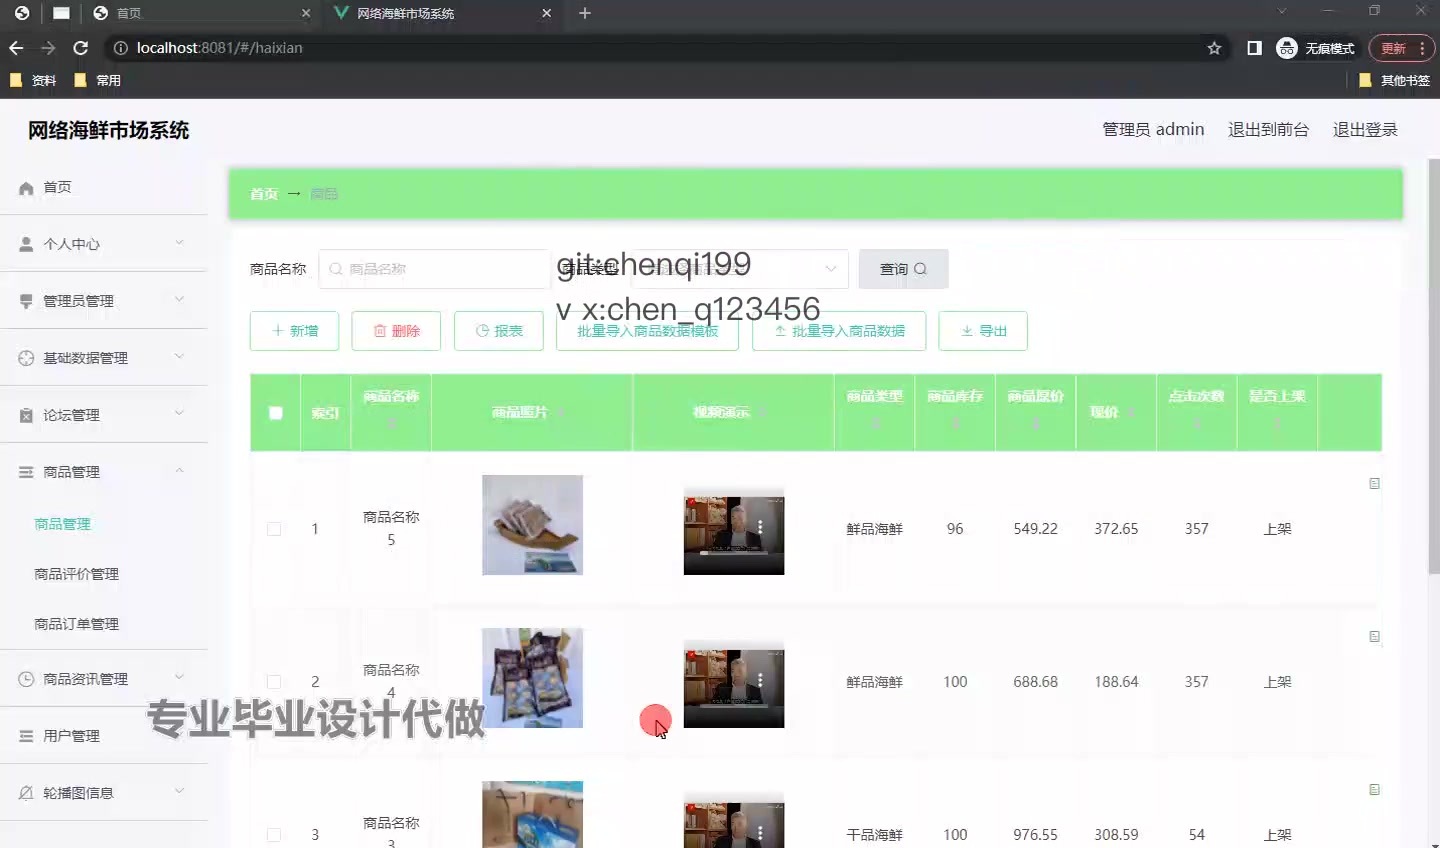 首页
网络海鲜市场系统
localhost:8081/#/haixian
无痕模式
更新
资料
常用
其他书签
网络海鲜市场系统
管理员 admin
退出到前台
退出登录
首页
个人中心
管理员管理
基础数据管理
论坛管理
商品管理
商品管理
商品评价管理
商品订单管理
商品资讯管理
用户管理
轮播图信息
首页 → 商品
商品名称
商品名称
商品类型
查询
git:chenqi199
v x:chen_q123456
新增
删除
报表
批量导入商品数据模板
批量导入商品数据
导出
索引 商品名称 商品照片 视频演示 商品类型 商品库存 商品原价 现价 点击次数 是否上架
1 商品名称5 鲜品海鲜 96 549.22 372.65 357 上架
2 商品名称4 鲜品海鲜 100 688.68 188.64 357 上架
3 商品名称3 干品海鲜 100 976.55 308.59 54 上架
专业毕业设计代做